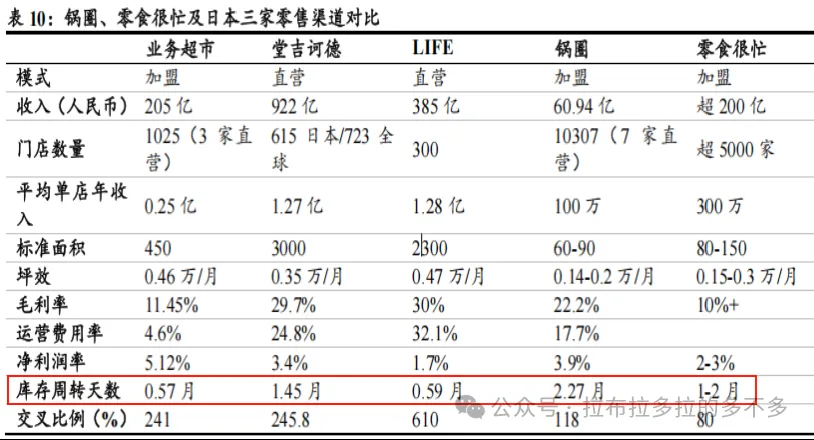 表 10：锅圈、零食很忙及日本三家零售渠道对比
业务超市 堂吉诃德 LIFE 锅圈 零食很忙
模式 加盟 直营 直营 加盟 加盟
收入（人民币） 205 亿 922 亿 385 亿 60.94 亿 超 200 亿
门店数量 1025（3 家直营） 615 日本/723 全球 300 10307（7 家直营） 超 5000 家
平均单店年收入 0.25 亿 1.27 亿 1.28 亿 100 万 300 万
标准面积 450 3000 2300 60-90 80-150
坪效 0.46 万/月 0.35 万/月 0.47 万/月 0.14-0.2 万/月 0.15-0.3 万/月
毛利率 11.45% 29.7% 30% 22.2% 10%+
运营费用率 4.6% 24.8% 32.1% 17.7%
净利润率 5.12% 3.4% 1.7% 3.9% 2-3%
库存周转天数 0.57 月 1.45 月 0.59 月 2.27 月 1-2 月
交叉比例（%） 241 245.8 610 118 80
公众号：拉布拉多拉的多不多